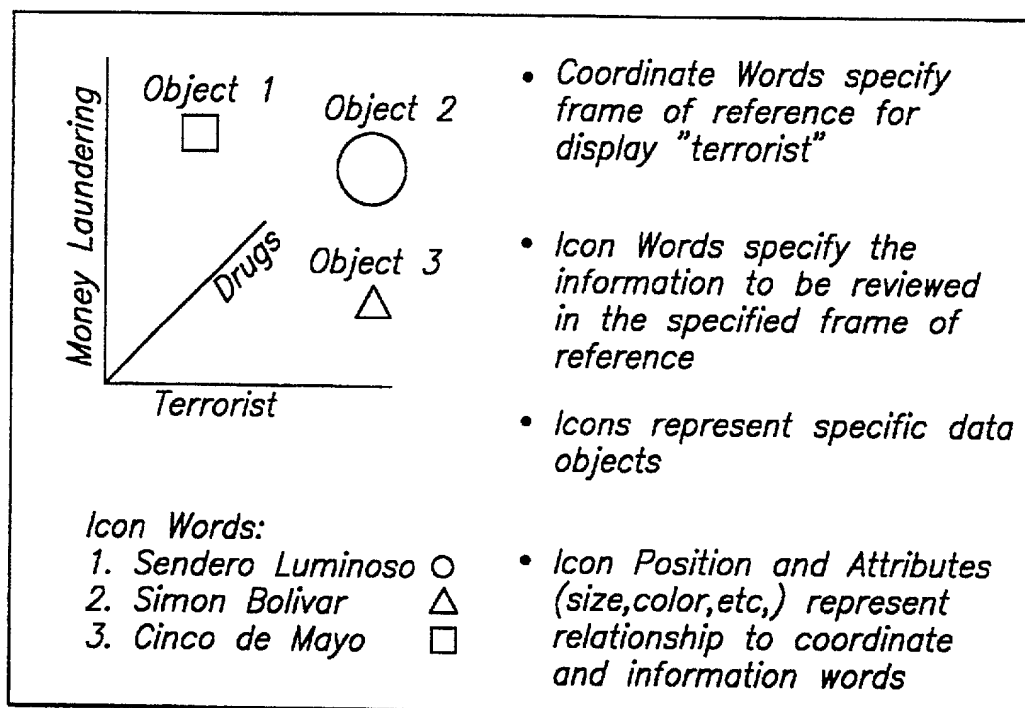 Money Laundering
Object 1
Object 2
Drugs
Object 3
Terrorist
Icon Words:
1. Sendero Luminoso
2. Simon Bolivar
3. Cinco de Mayo
• Coordinate Words specify
frame of reference for
display "terrorist"
• Icon Words specify the
information to be reviewed
in the specified frame of
reference
• Icons represent specific data
objects
• Icon Position and Attributes
(size,color,etc,) represent
relationship to coordinate
and information words